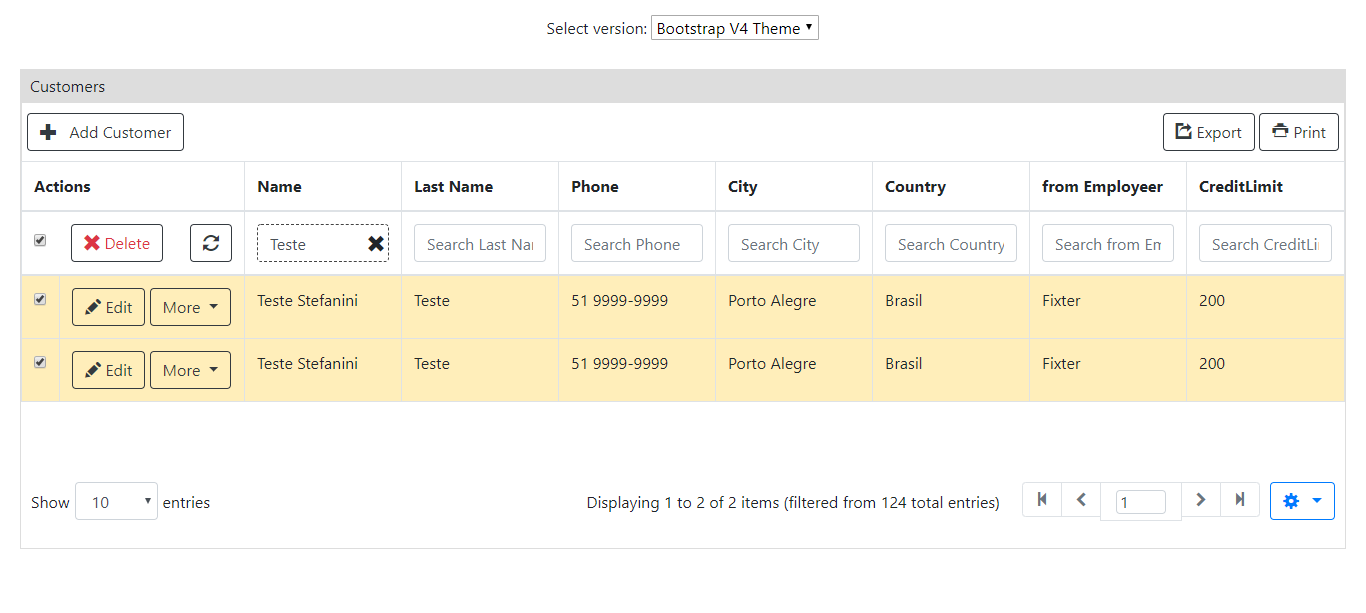 Select version: Bootstrap V4 Theme
Customers
Add Customer Export Print
Actions Name Last Name Phone City Country from Employeer CreditLimit
Delete Teste Search Last Nar Search Phone Search City Search Country Search from Em Search CreditLi
Edit More Teste Stefanini Teste 51 9999-9999 Porto Alegre Brasil Fixter 200
Edit More Teste Stefanini Teste 51 9999-9999 Porto Alegre Brasil Fixter 200
Show 10 entries Displaying 1 to 2 of 2 items (filtered from 124 total entries) 1